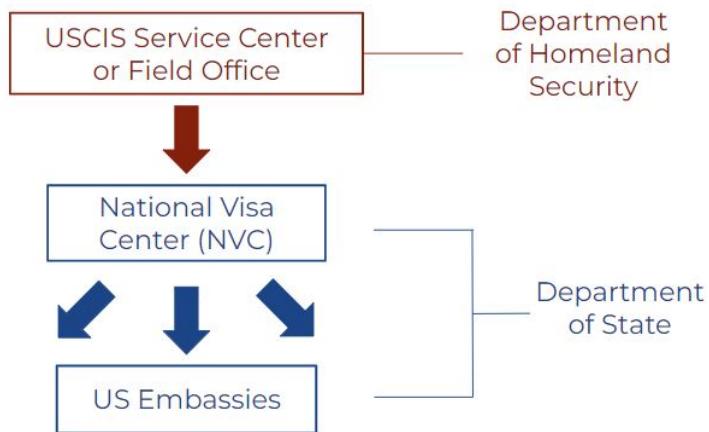 USCIS Service Center
or Field Office
Department
of Homeland
Security
National Visa
Center (NVC)
Department
of State
US Embassies